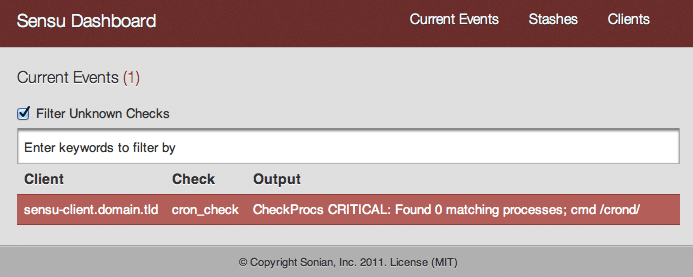 Sensu Dashboard Current Events Stashes Clients
Current Events (1)
Filter Unknown Checks
Enter keywords to filter by
Client Check Output
sensu-client.domain.tld cron_check CheckProcs CRITICAL: Found 0 matching processes; cmd /crond/
© Copyright Sonian, Inc. 2011. License (MIT)